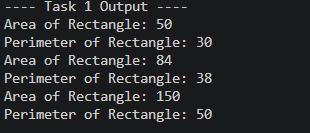 ---- Task 1 Output ----
Area of Rectangle: 50
Perimeter of Rectangle: 30
Area of Rectangle: 84
Perimeter of Rectangle: 38
Area of Rectangle: 150
Perimeter of Rectangle: 50